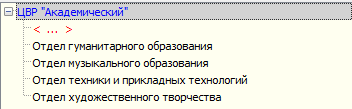 ЦВР "Академический"
< ... >
Отдел гуманитарного образования
Отдел музыкального образования
Отдел техники и прикладных технологий
Отдел художественного творчества